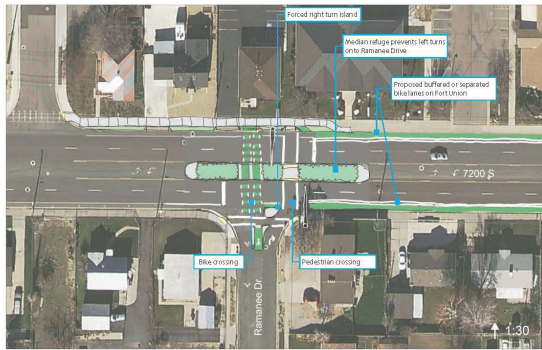 Forced right turn island
Median refuge prevents left turns
onto Ramanee Drive
Proposed buffered or separated
bike lanes on Fort Union
7200 S
Bike crossing
Pedestrian crossing
Ramanee Dr
1:30